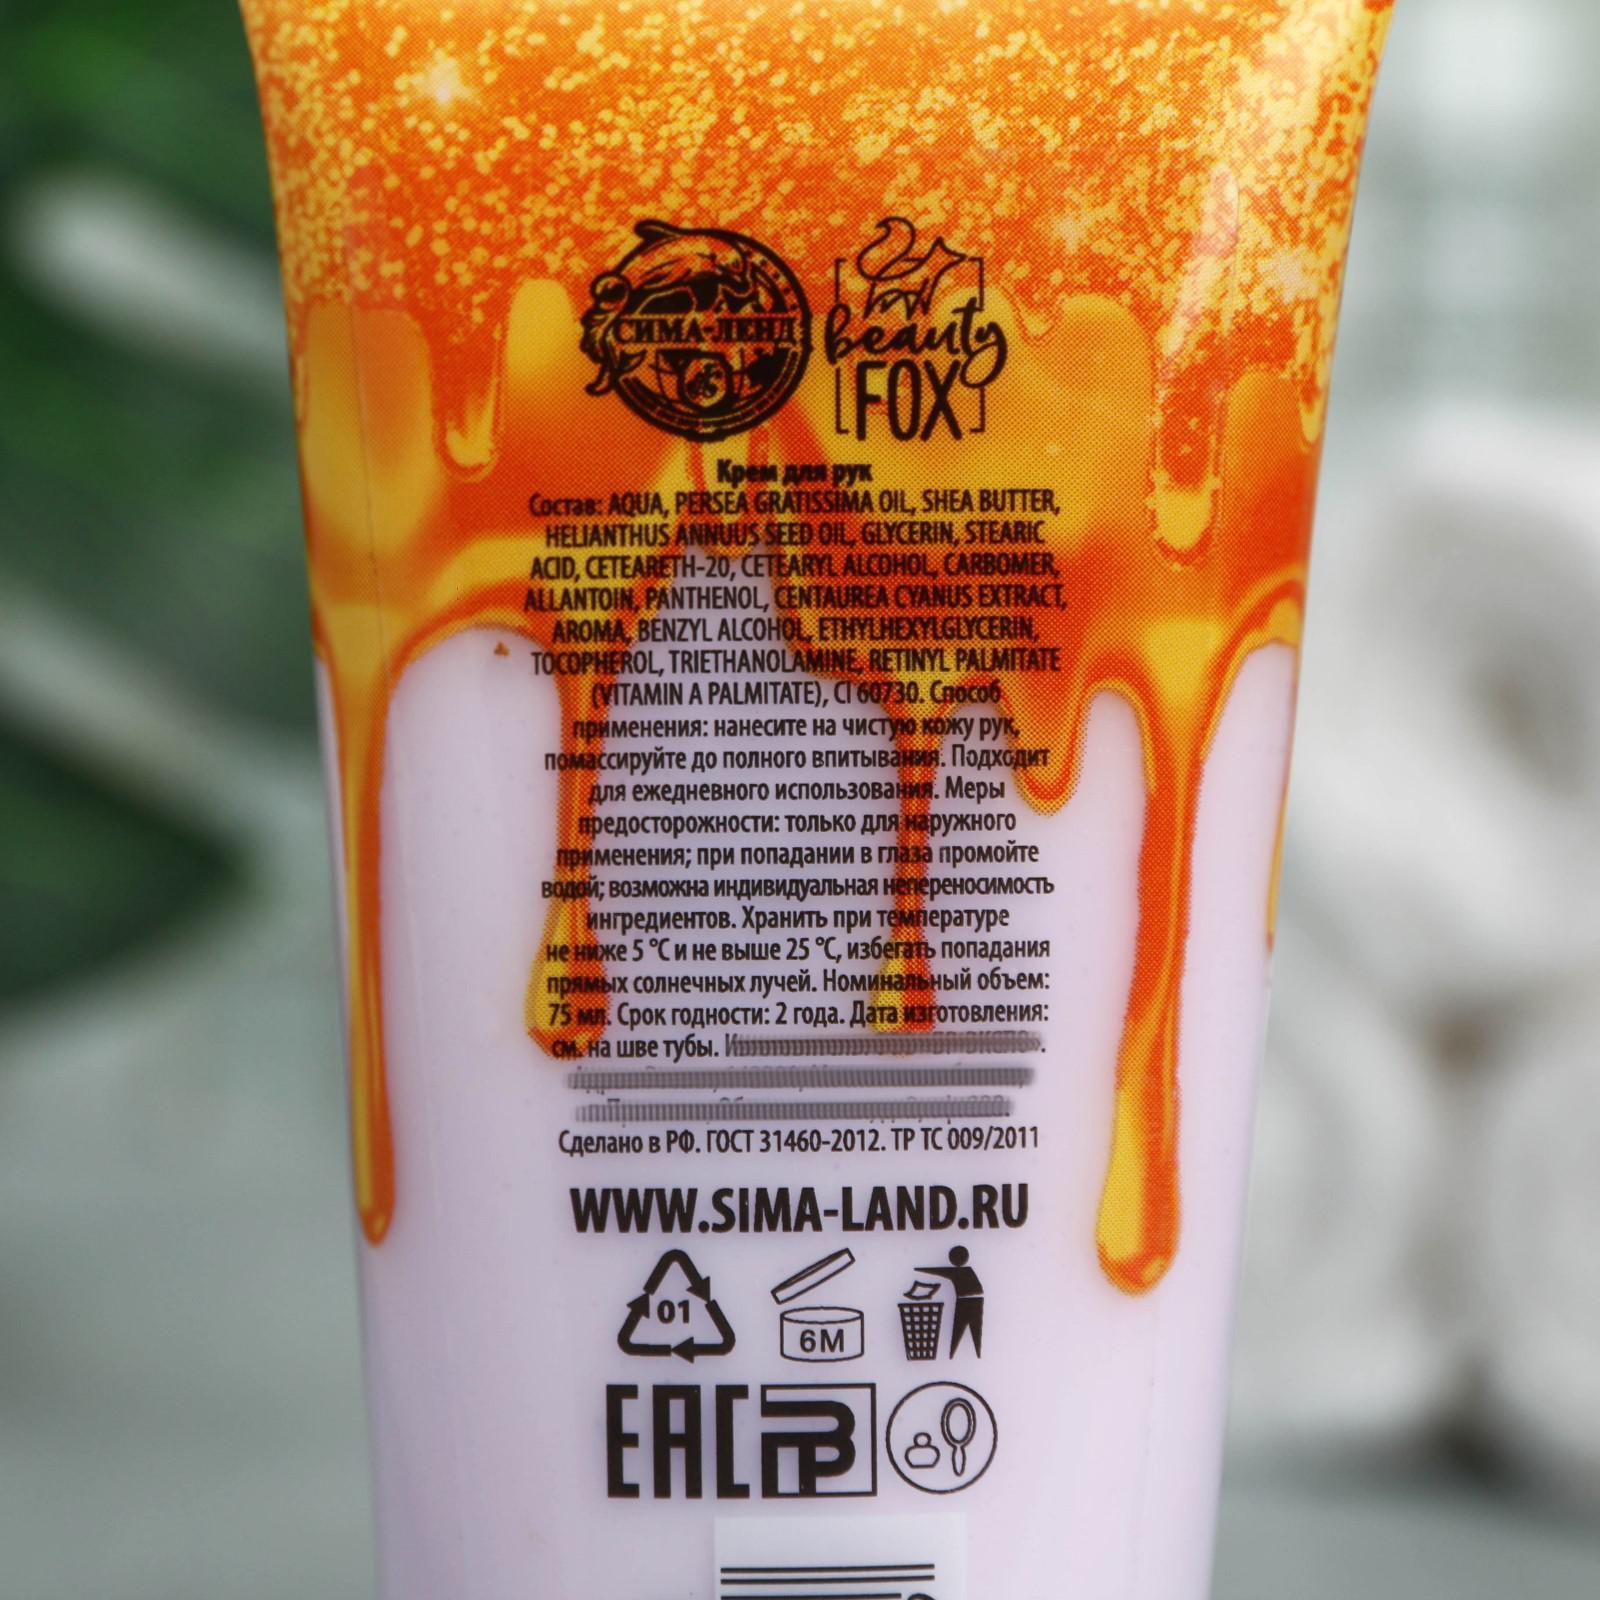 СИМА-ЛЕНД
beauty
FOX
Крем для рук
Состав: AQUA, PERSEA GRATISSIMA OIL, SHEA BUTTER,
HELIANTHUS ANNUUS SEED OIL, GLYCERIN, STEARIC
ACID, CETEARETH-20, CETEARYL ALCOHOL, CARBOMER,
ALLANTOIN, PANTHENOL, CENTAUREA CYANUS EXTRACT,
AROMA, BENZYL ALCOHOL, ETHYLHEXYLGLYCERIN,
TOCOPHEROL, TRIETHANOLAMINE, RETINYL PALMITATE
(VITAMIN A PALMITATE), CI 60730. Способ
применения: нанесите на чистую кожу рук,
помассируйте до полного впитывания. Подходит
для ежедневного использования. Меры
предосторожности: только для наружного
применения; при попадании в глаза промойте
водой; возможна индивидуальная непереносимость
ингредиентов. Хранить при температуре
не ниже 5 °С и не выше 25 °С, избегать попадания
прямых солнечных лучей. Номинальный объем:
75 мл. Срок годности: 2 года. Дата изготовления:
см. на шве тубы.
Сделано в РФ. ГОСТ 31460-2012. ТР ТС 009/2011
WWW.SIMA-LAND.RU
01
6M
EAC